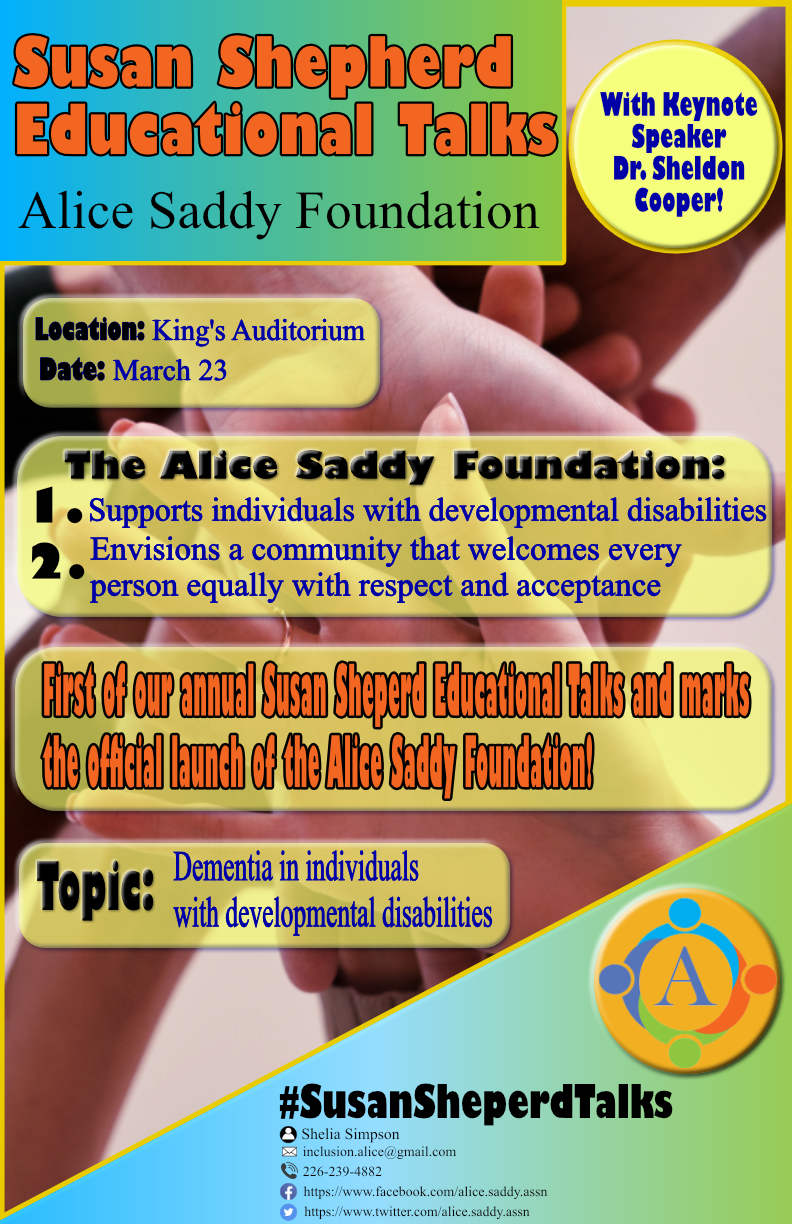 Susan Shepherd
Educational Talks
Alice Saddy Foundation
With Keynote
Speaker
Dr. Sheldon
Cooper!
Location: King's Auditorium
Date: March 23
The Alice Saddy Foundation:
1. Supports individuals with developmental disabilities
2. Envisions a community that welcomes every
person equally with respect and acceptance
First of our annual Susan Sheperd Educational Talks and marks
the official launch of the Alice Saddy Foundation!
Topic: Dementia in individuals
with developmental disabilities
A
#SusanSheperdTalks
Shelia Simpson
inclusion.alice@gmail.com
226-239-4882
https://www.facebook.com/alice.saddy.assn
https://www.twitter.com/alice.saddy.assn